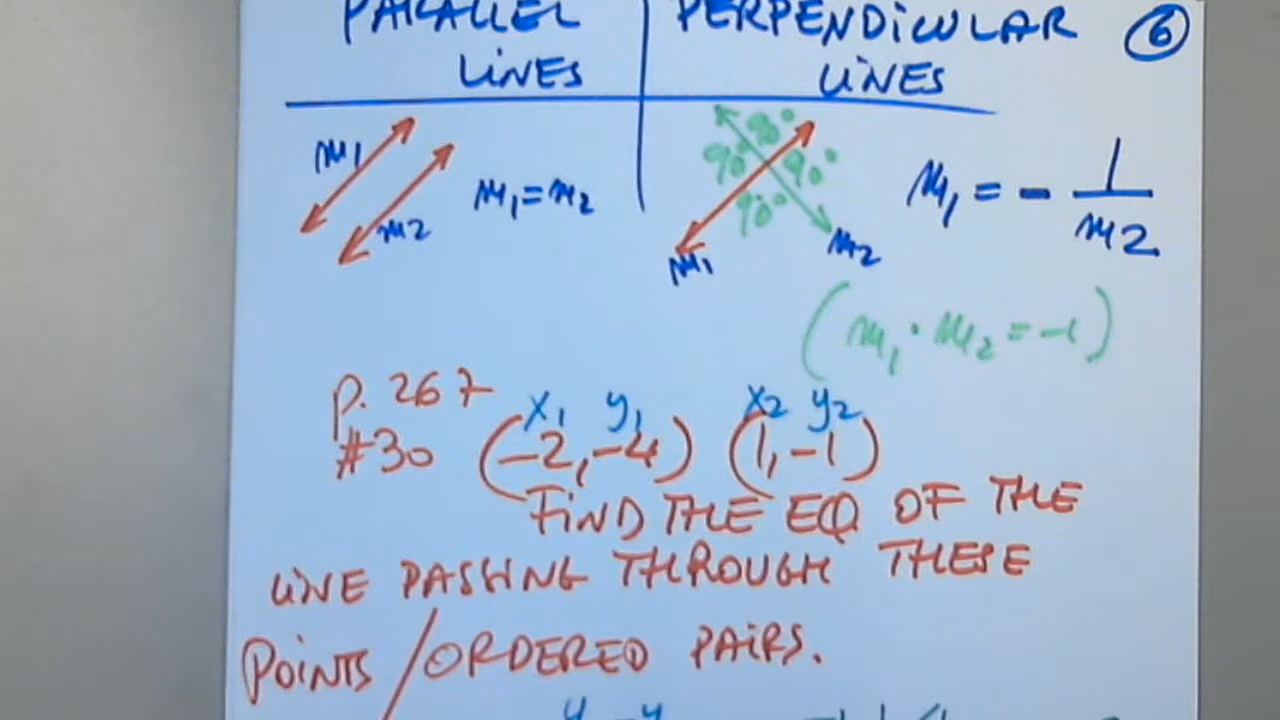 PARALLEL LINES
PERPENDICULAR LINES
6
m1
m2
m1 = m2
90°
90°
90°
90°
m1
m2
m1 = - 1/m2
(m1 · m2 = -1)
p. 267
#30
x1 y1 x2 y2
(-2, -4) (1, -1)
FIND THE EQ OF THE
LINE PASSING THROUGH THESE
POINTS / ORDERED PAIRS.